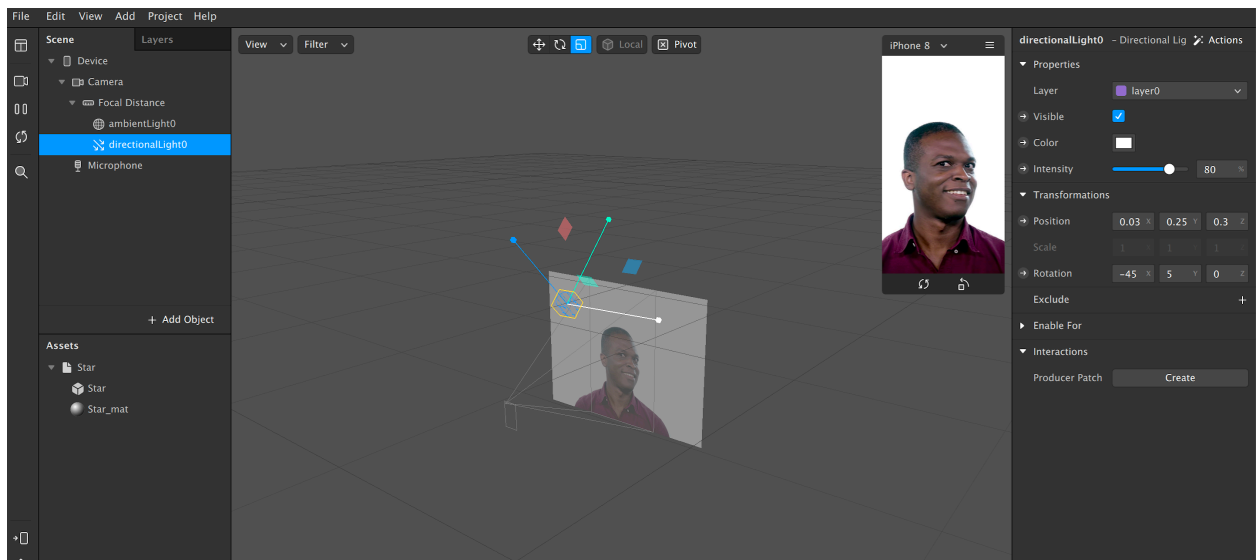 File Edit View Add Project Help
Scene Layers
Device
Camera
Focal Distance
ambientLight0
directionalLight0
Microphone
+ Add Object
Assets
Star
Star
Star_mat
View Filter Local Pivot
iPhone 8
directionalLight0 – Directional Lig Actions
Properties
Layer layer0
Visible
Color
Intensity 80 %
Transformations
Position 0.03 X 0.25 Y 0.3 Z
Scale 1 1 1
Rotation -45 X 5 Y 0 Z
Exclude +
Enable For
Interactions
Producer Patch Create